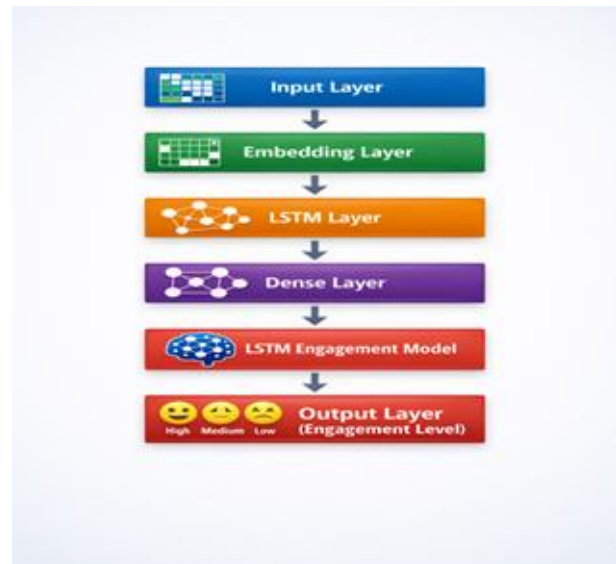 Input Layer
Embedding Layer
LSTM Layer
Dense Layer
LSTM Engagement Model
Output Layer
(Engagement Level)
High Medium Low